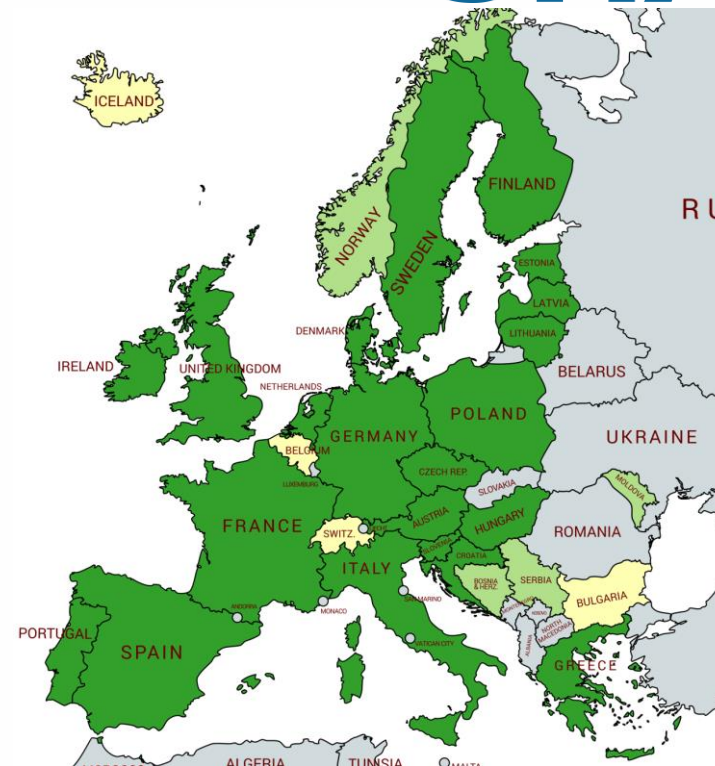 ICELAND
NORWAY
SWEDEN
FINLAND
RU
ESTONIA
LATVIA
LITHUANIA
DENMARK
IRELAND
UNITED KINGDOM
NETHERLANDS
BELARUS
POLAND
GERMANY
BELGIUM
UKRAINE
CZECH REP.
LUXEMBURG
SLOVAKIA
MOLDOVA
FRANCE
AUSTRIA
HUNGARY
SWITZ.
ROMANIA
SLOVENIA
CROATIA
ITALY
BOSNIA
& HERZ.
SERBIA
SAN MARINO
MONACO
ANDORRA
BULGARIA
KOSOVO
NORTH
MACEDONIA
ALBANIA
PORTUGAL
SPAIN
VATICAN CITY
GREECE
ALGERIA
TUNISIA
MALTA